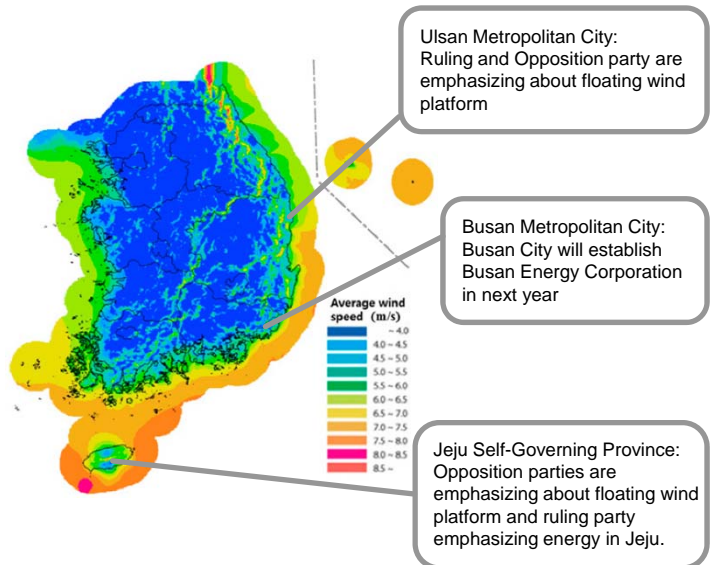 Ulsan Metropolitan City:
Ruling and Opposition party are
emphasizing about floating wind
platform
Busan Metropolitan City:
Busan City will establish
Busan Energy Corporation
in next year
Average wind
speed (m/s)
~ 4.0
4.0 ~ 4.5
4.5 ~ 5.0
5.0 ~ 5.5
5.5 ~ 6.0
6.0 ~ 6.5
6.5 ~ 7.0
7.0 ~ 7.5
7.5 ~ 8.0
8.0 ~ 8.5
8.5 ~
Jeju Self-Governing Province:
Opposition parties are
emphasizing about floating wind
platform and ruling party
emphasizing energy in Jeju.